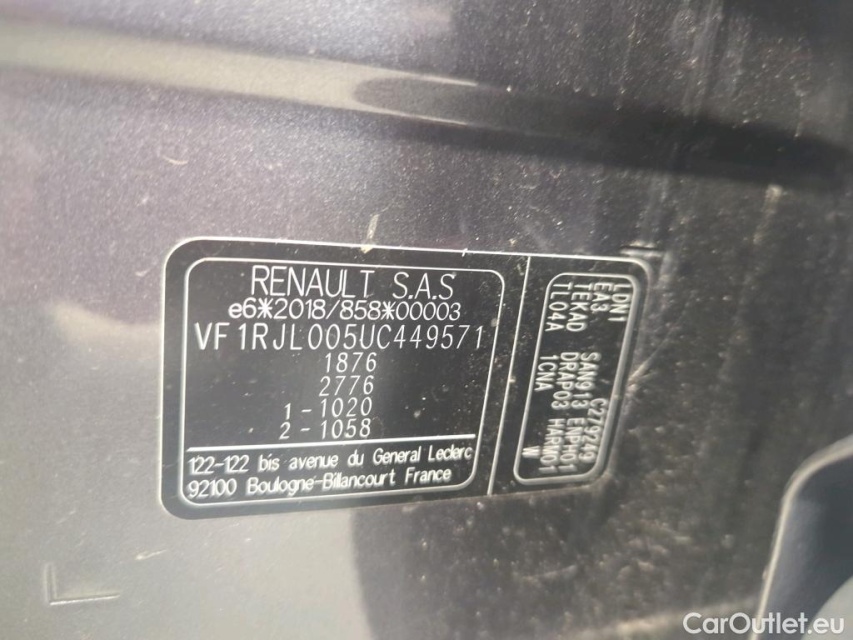 RENAULT S.A.S
e6*2018/858*00003
VF1RJL005UC449571
1876
2776
1-1020
2-1058
122-122 bis avenue du General Leclerc
92100 Boulogne-Billancourt France
LDN1 C279249
EA3 SAN913 ENPH01
TEKAD DRAP03 HARM01
TL04A 1CNA W
CarOutlet.eu